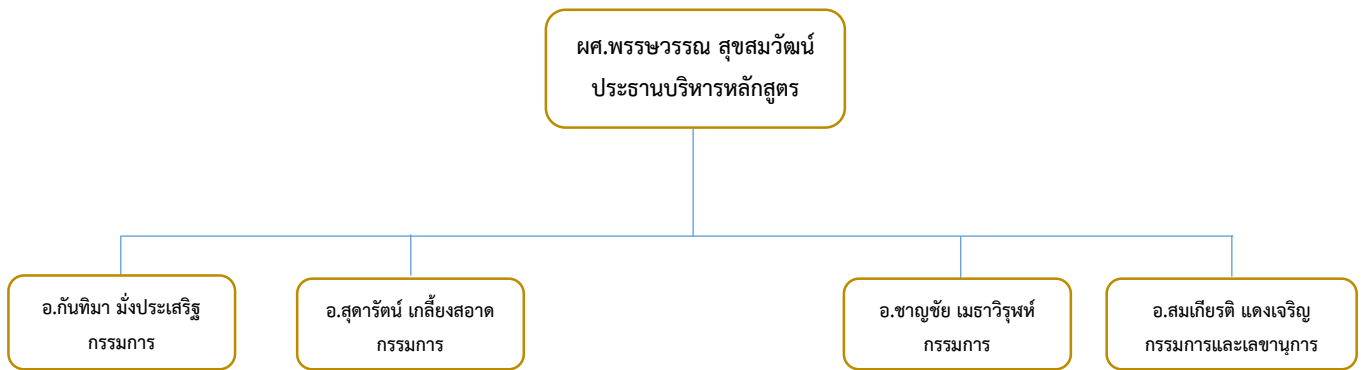 ผศ.พรรษวรรณ สุขสมวัฒน์
ประธานบริหารหลักสูตร
อ.กันทิมา มั่งประเสริฐ
กรรมการ
อ.สุดารัตน์ เกลี้ยงสอาด
กรรมการ
อ.ชาญชัย เมธาวิรุฬห์
กรรมการ
อ.สมเกียรติ แดงเจริญ
กรรมการและเลขานุการ